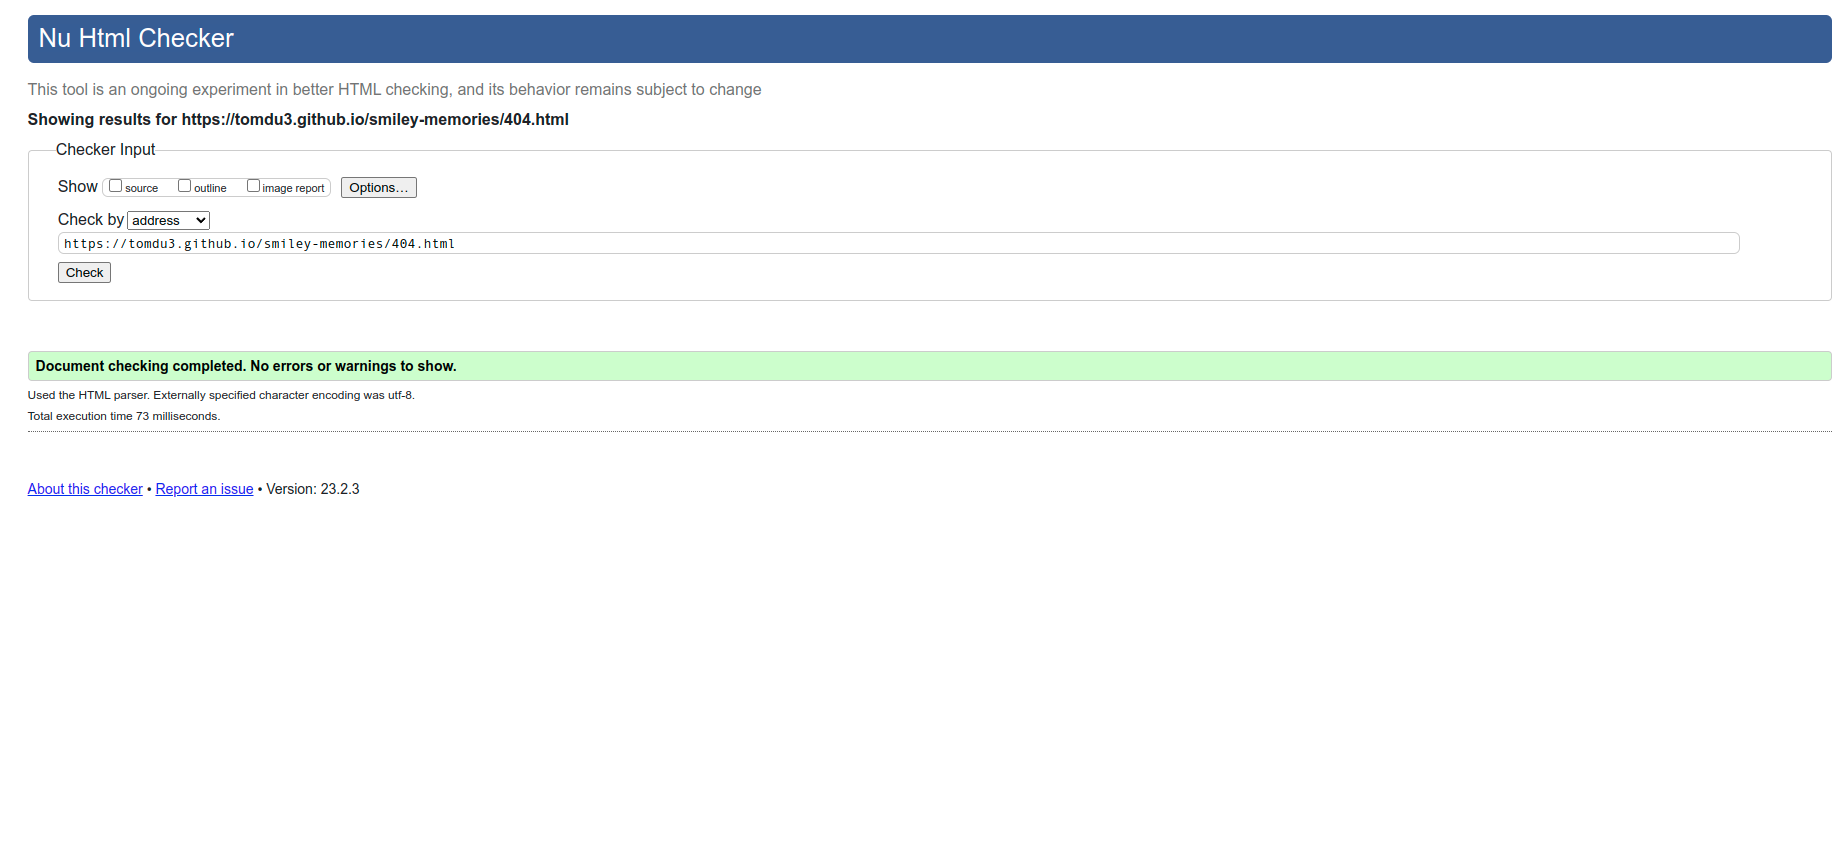 Nu Html Checker
This tool is an ongoing experiment in better HTML checking, and its behavior remains subject to change
Showing results for https://tomdu3.github.io/smiley-memories/404.html
Checker Input
Show source outline image report Options...
Check by address
https://tomdu3.github.io/smiley-memories/404.html
Check
Document checking completed. No errors or warnings to show.
Used the HTML parser. Externally specified character encoding was utf-8.
Total execution time 73 milliseconds.
About this checker • Report an issue • Version: 23.2.3